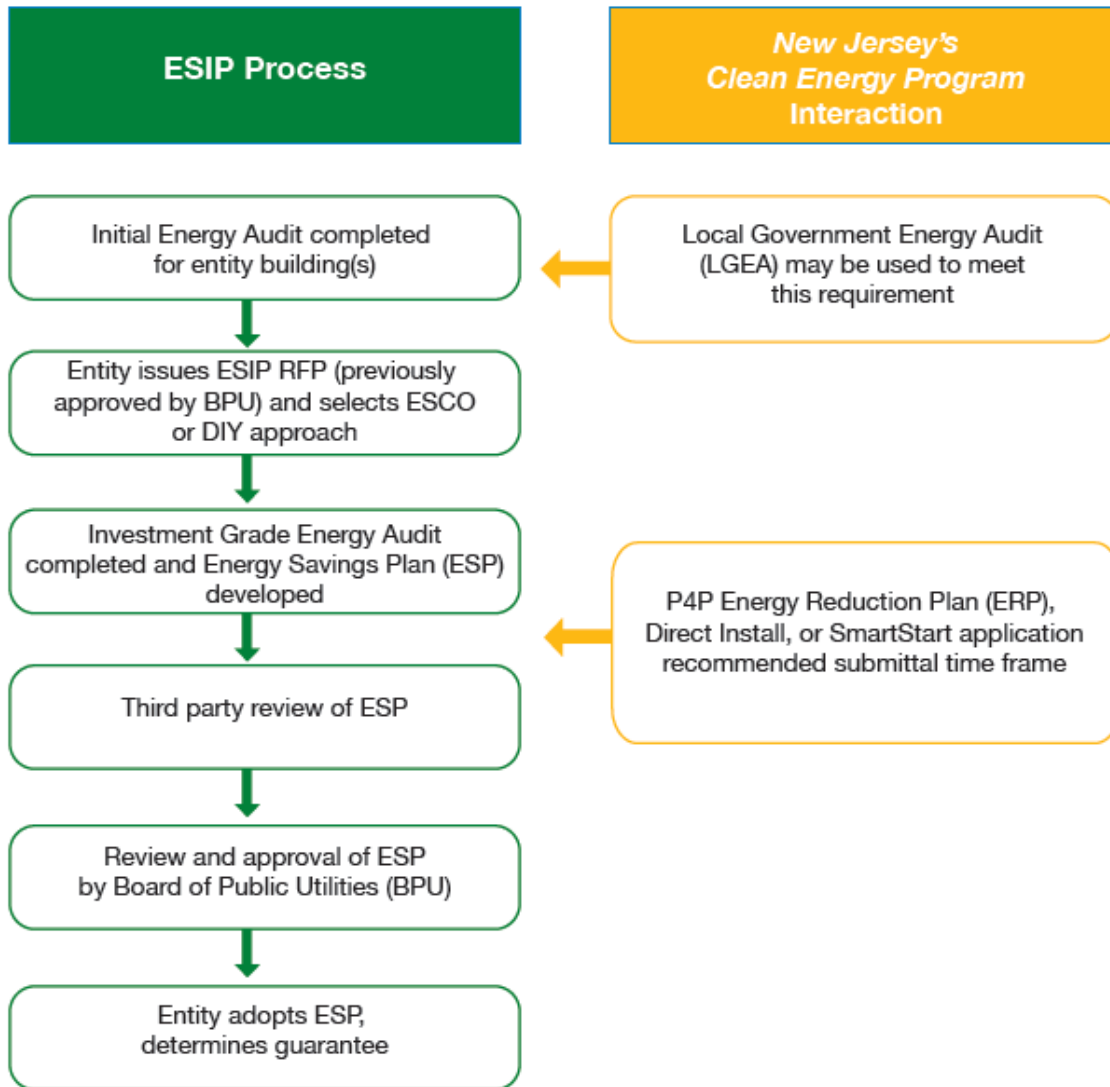 ESIP Process
New Jersey's
Clean Energy Program
Interaction
Initial Energy Audit completed
for entity building(s)
Local Government Energy Audit
(LGEA) may be used to meet
this requirement
Entity issues ESIP RFP (previously
approved by BPU) and selects ESCO
or DIY approach
Investment Grade Energy Audit
completed and Energy Savings Plan (ESP)
developed
P4P Energy Reduction Plan (ERP),
Direct Install, or SmartStart application
recommended submittal time frame
Third party review of ESP
Review and approval of ESP
by Board of Public Utilities (BPU)
Entity adopts ESP,
determines guarantee